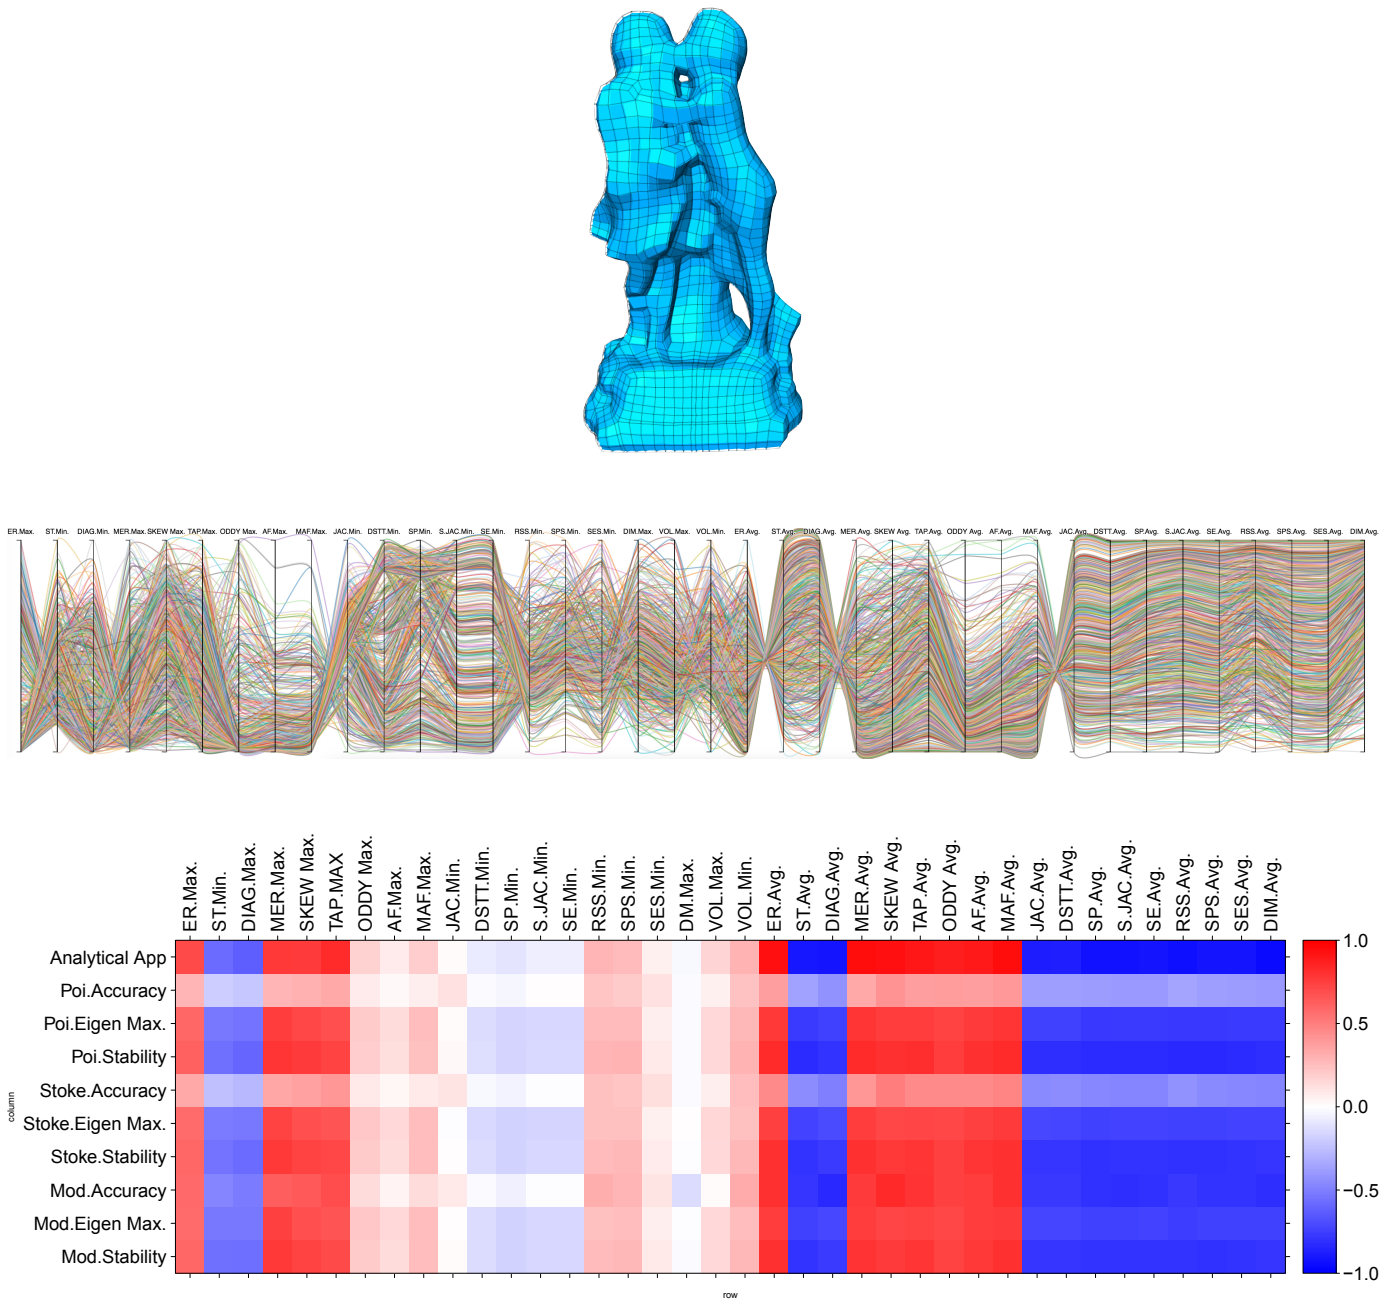 ER.Max. ST.Min. DIAG.Min. MER.Max. SKEW Max. TAP.Max. ODDY Max. AF.Max. MAF.Max. JAC.Min. DSTT.Min. SP.Min. S.JAC.Min. SE.Min. RSS.Min. SPS.Min. SES.Min. DIM.Max. VOL.Max. VOL.Min. ER.Avg. ST.Avg. DIAG.Avg. MER.Avg. SKEW Avg. TAP.Avg. ODDY Avg. AF.Avg. MAF.Avg. JAC.Avg. DSTT.Avg. SP.Avg. S.JAC.Avg. SE.Avg. RSS.Avg. SPS.Avg. SES.Avg. DIM.Avg.
ER.Max.
ST.Min.
DIAG.Max.
MER.Max.
SKEW Max.
TAP.MAX
ODDY Max.
AF.Max.
MAF.Max.
JAC.Min.
DSTT.Min.
SP.Min.
S.JAC.Min.
SE.Min.
RSS.Min.
SPS.Min.
SES.Min.
DM.Max.
VOL.Max.
VOL.Min.
ER.Avg.
ST.Avg.
DIAG.Avg.
MER.Avg.
SKEW Avg.
TAP.Avg.
ODDY Avg.
AF.Avg.
MAF.Avg.
JAC.Avg.
DSTT.Avg.
SP.Avg.
S.JAC.Avg.
SE.Avg.
RSS.Avg.
SPS.Avg.
SES.Avg.
DIM.Avg.
Analytical App
Poi.Accuracy
Poi.Eigen Max.
Poi.Stability
Stoke.Accuracy
Stoke.Eigen Max.
Stoke.Stability
Mod.Accuracy
Mod.Eigen Max.
Mod.Stability
column
row
1.0
0.5
0.0
−0.5
−1.0